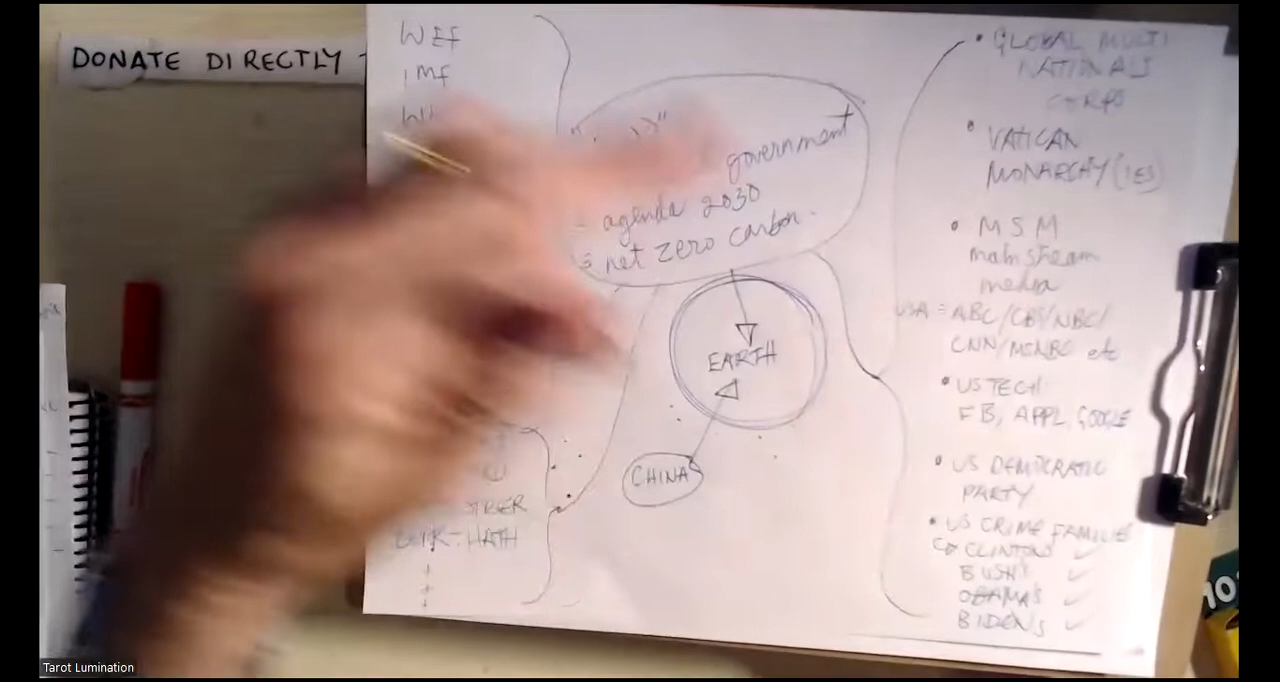 DONATE DIRECTLY
WEF
IMF
government
agenda 2030
= net zero carbon.
EARTH
CHINA
HATH
• GLOBAL MULTI
NATIONALS
CORPS
• VATICAN
MONARCHY (IES)
• MSM
mainstream
media
USA = ABC/CBS/NBC/
CNN/MSNBC etc
• US TECH
FB, APPL, GOOGLE
• US DEMOCRATIC
PARTY
• US CRIME FAMILIES
CLINTONS ✓
BUSH'S ✓
OBAMA'S ✓
BIDENS ✓
Tarot Lumination